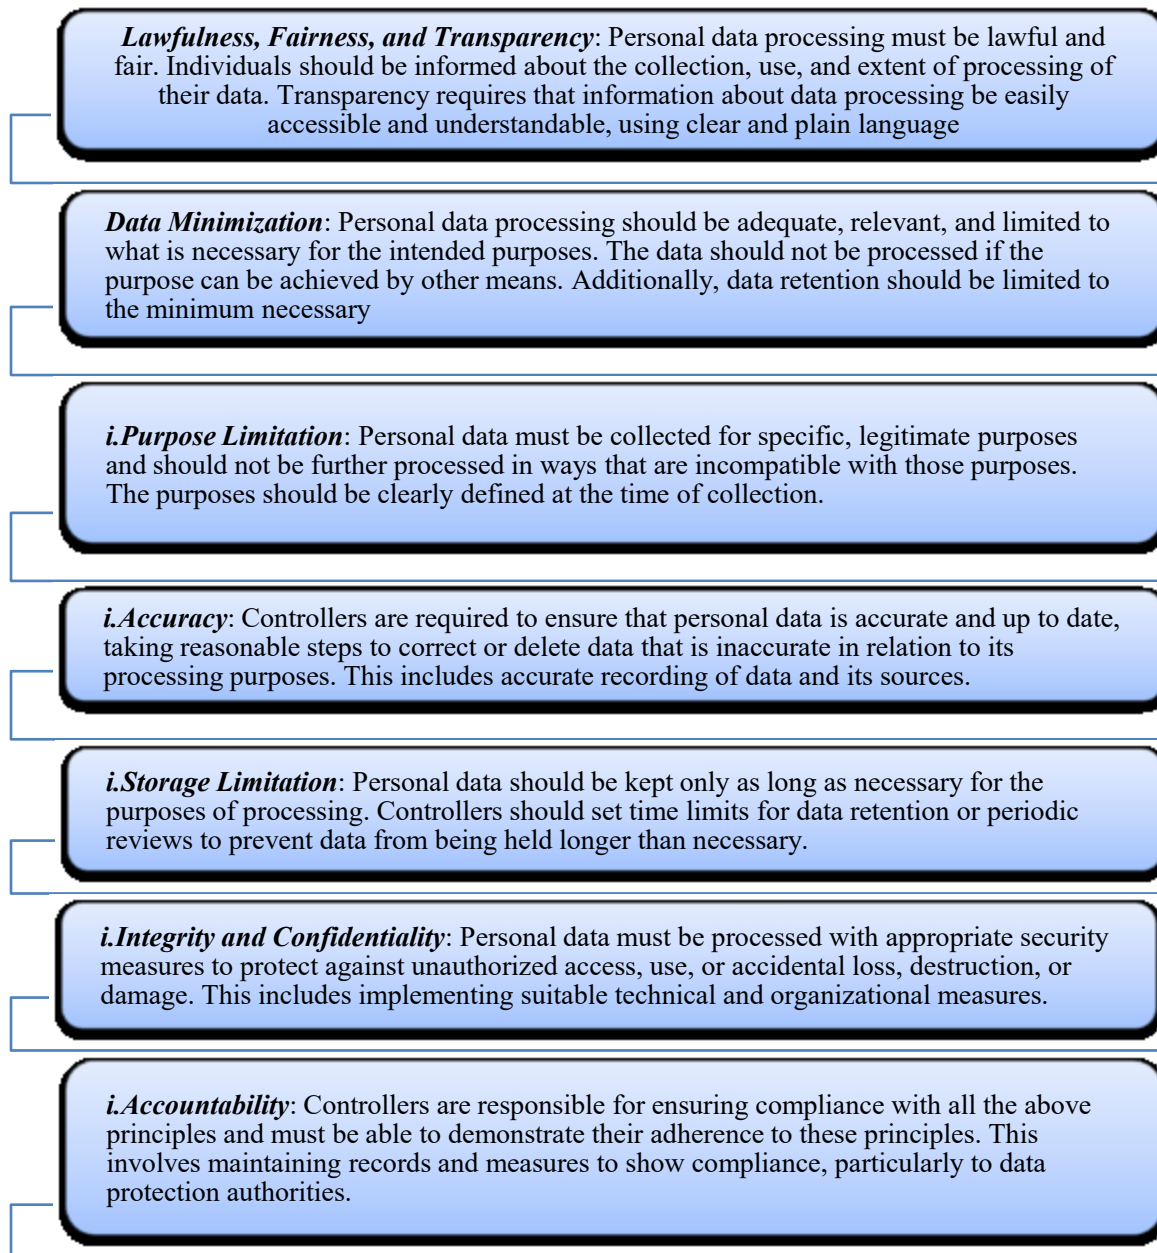 Lawfulness, Fairness, and Transparency: Personal data processing must be lawful and
fair. Individuals should be informed about the collection, use, and extent of processing of
their data. Transparency requires that information about data processing be easily
accessible and understandable, using clear and plain language
Data Minimization: Personal data processing should be adequate, relevant, and limited to
what is necessary for the intended purposes. The data should not be processed if the
purpose can be achieved by other means. Additionally, data retention should be limited to
the minimum necessary
i.Purpose Limitation: Personal data must be collected for specific, legitimate purposes
and should not be further processed in ways that are incompatible with those purposes.
The purposes should be clearly defined at the time of collection.
i.Accuracy: Controllers are required to ensure that personal data is accurate and up to date,
taking reasonable steps to correct or delete data that is inaccurate in relation to its
processing purposes. This includes accurate recording of data and its sources.
i.Storage Limitation: Personal data should be kept only as long as necessary for the
purposes of processing. Controllers should set time limits for data retention or periodic
reviews to prevent data from being held longer than necessary.
i.Integrity and Confidentiality: Personal data must be processed with appropriate security
measures to protect against unauthorized access, use, or accidental loss, destruction, or
damage. This includes implementing suitable technical and organizational measures.
i.Accountability: Controllers are responsible for ensuring compliance with all the above
principles and must be able to demonstrate their adherence to these principles. This
involves maintaining records and measures to show compliance, particularly to data
protection authorities.